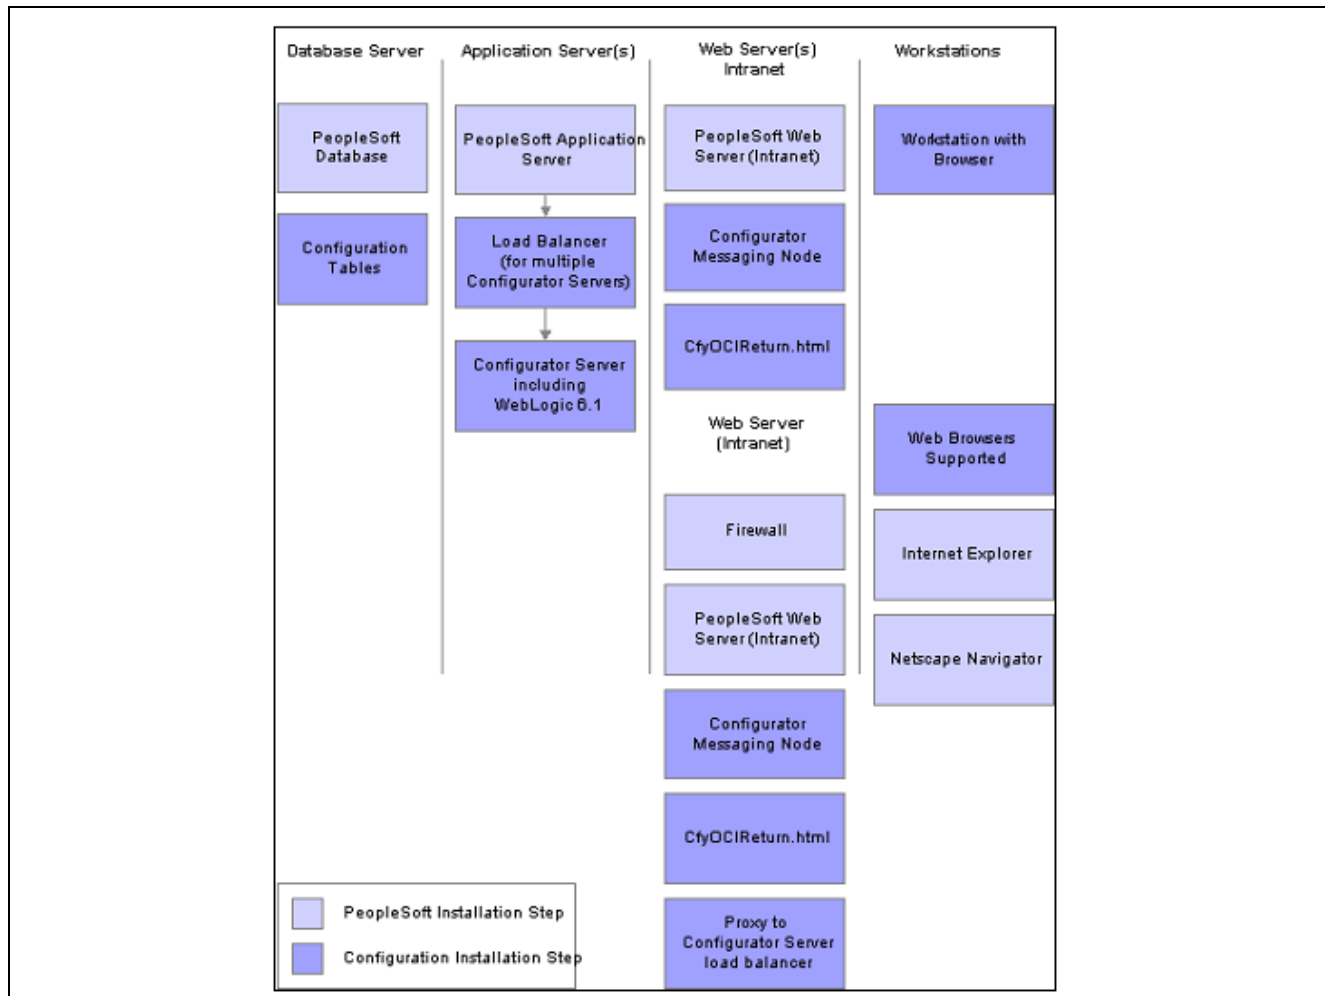 Database Server
PeopleSoft
Database
Configuration
Tables
Application Server(s)
PeopleSoft Application
Server
Load Balancer
(for multiple
Configurator Servers)
Configurator Server
including
WebLogic 6.1
Web Server(s)
Intranet
PeopleSoft Web
Server (Intranet)
Configurator
Messaging Node
CfyOCIReturn.html
Web Server
(Intranet)
Firewall
PeopleSoft Web
Server (Intranet)
Configurator
Messaging Node
CfyOCIReturn.html
Proxy to
Configurator Server
load balancer
Workstations
Workstation with
Browser
Web Browsers
Supported
Internet Explorer
Netscape Navigator
PeopleSoft Installation Step
Configuration Installation Step